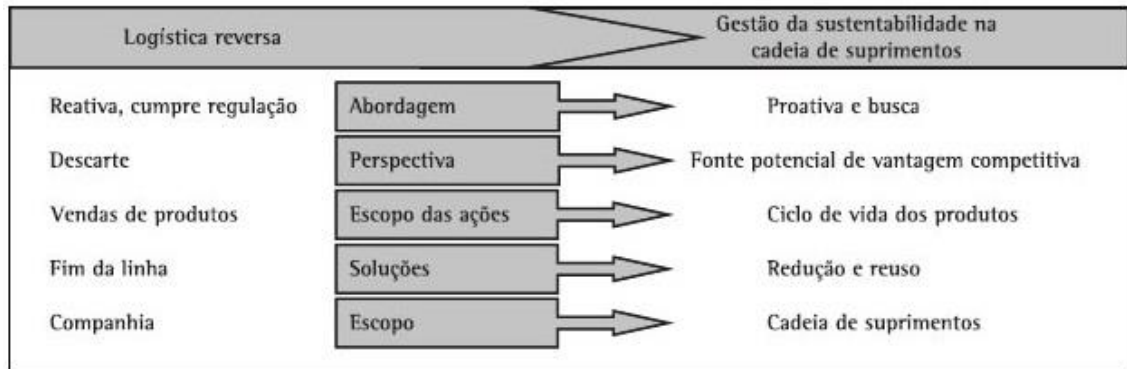 Logística reversa
Gestão da sustentabilidade na
cadeia de suprimentos
Reativa, cumpre regulação Abordagem Proativa e busca
Descarte Perspectiva Fonte potencial de vantagem competitiva
Vendas de produtos Escopo das ações Ciclo de vida dos produtos
Fim da linha Soluções Redução e reuso
Companhia Escopo Cadeia de suprimentos